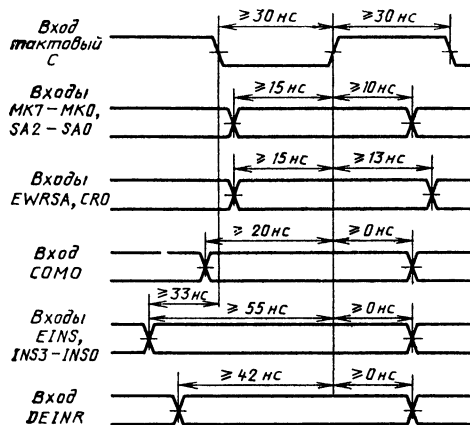 ≥30 нс ≥30 нс
Вход
тактовый
С
Входы
МК7-МК0,
SA2-SA0
≥15 нс ≥10 нс
Входы
EWRSA, CRO
≥15 нс ≥13 нс
Вход
COMO
≥ 20 нс ≥0 нс
≥33 нс
Входы
EINS,
INS3-INS0
≥ 55 нс ≥0 нс
Вход
DEINR
≥ 42 нс ≥0 нс